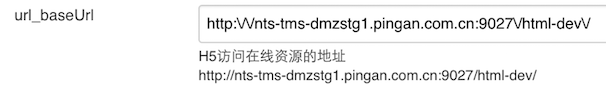 url_baseUrl
http:\/\/nts-tms-dmzstg1.pingan.com.cn:9027\/html-dev\/
H5访问在线资源的地址
http://nts-tms-dmzstg1.pingan.com.cn:9027/html-dev/